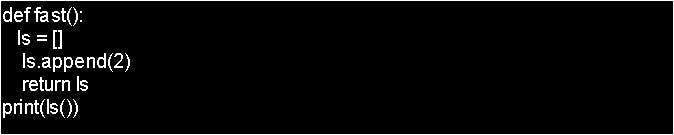 def fast():
   ls = []
    ls.append(2)
    return ls
print(ls())